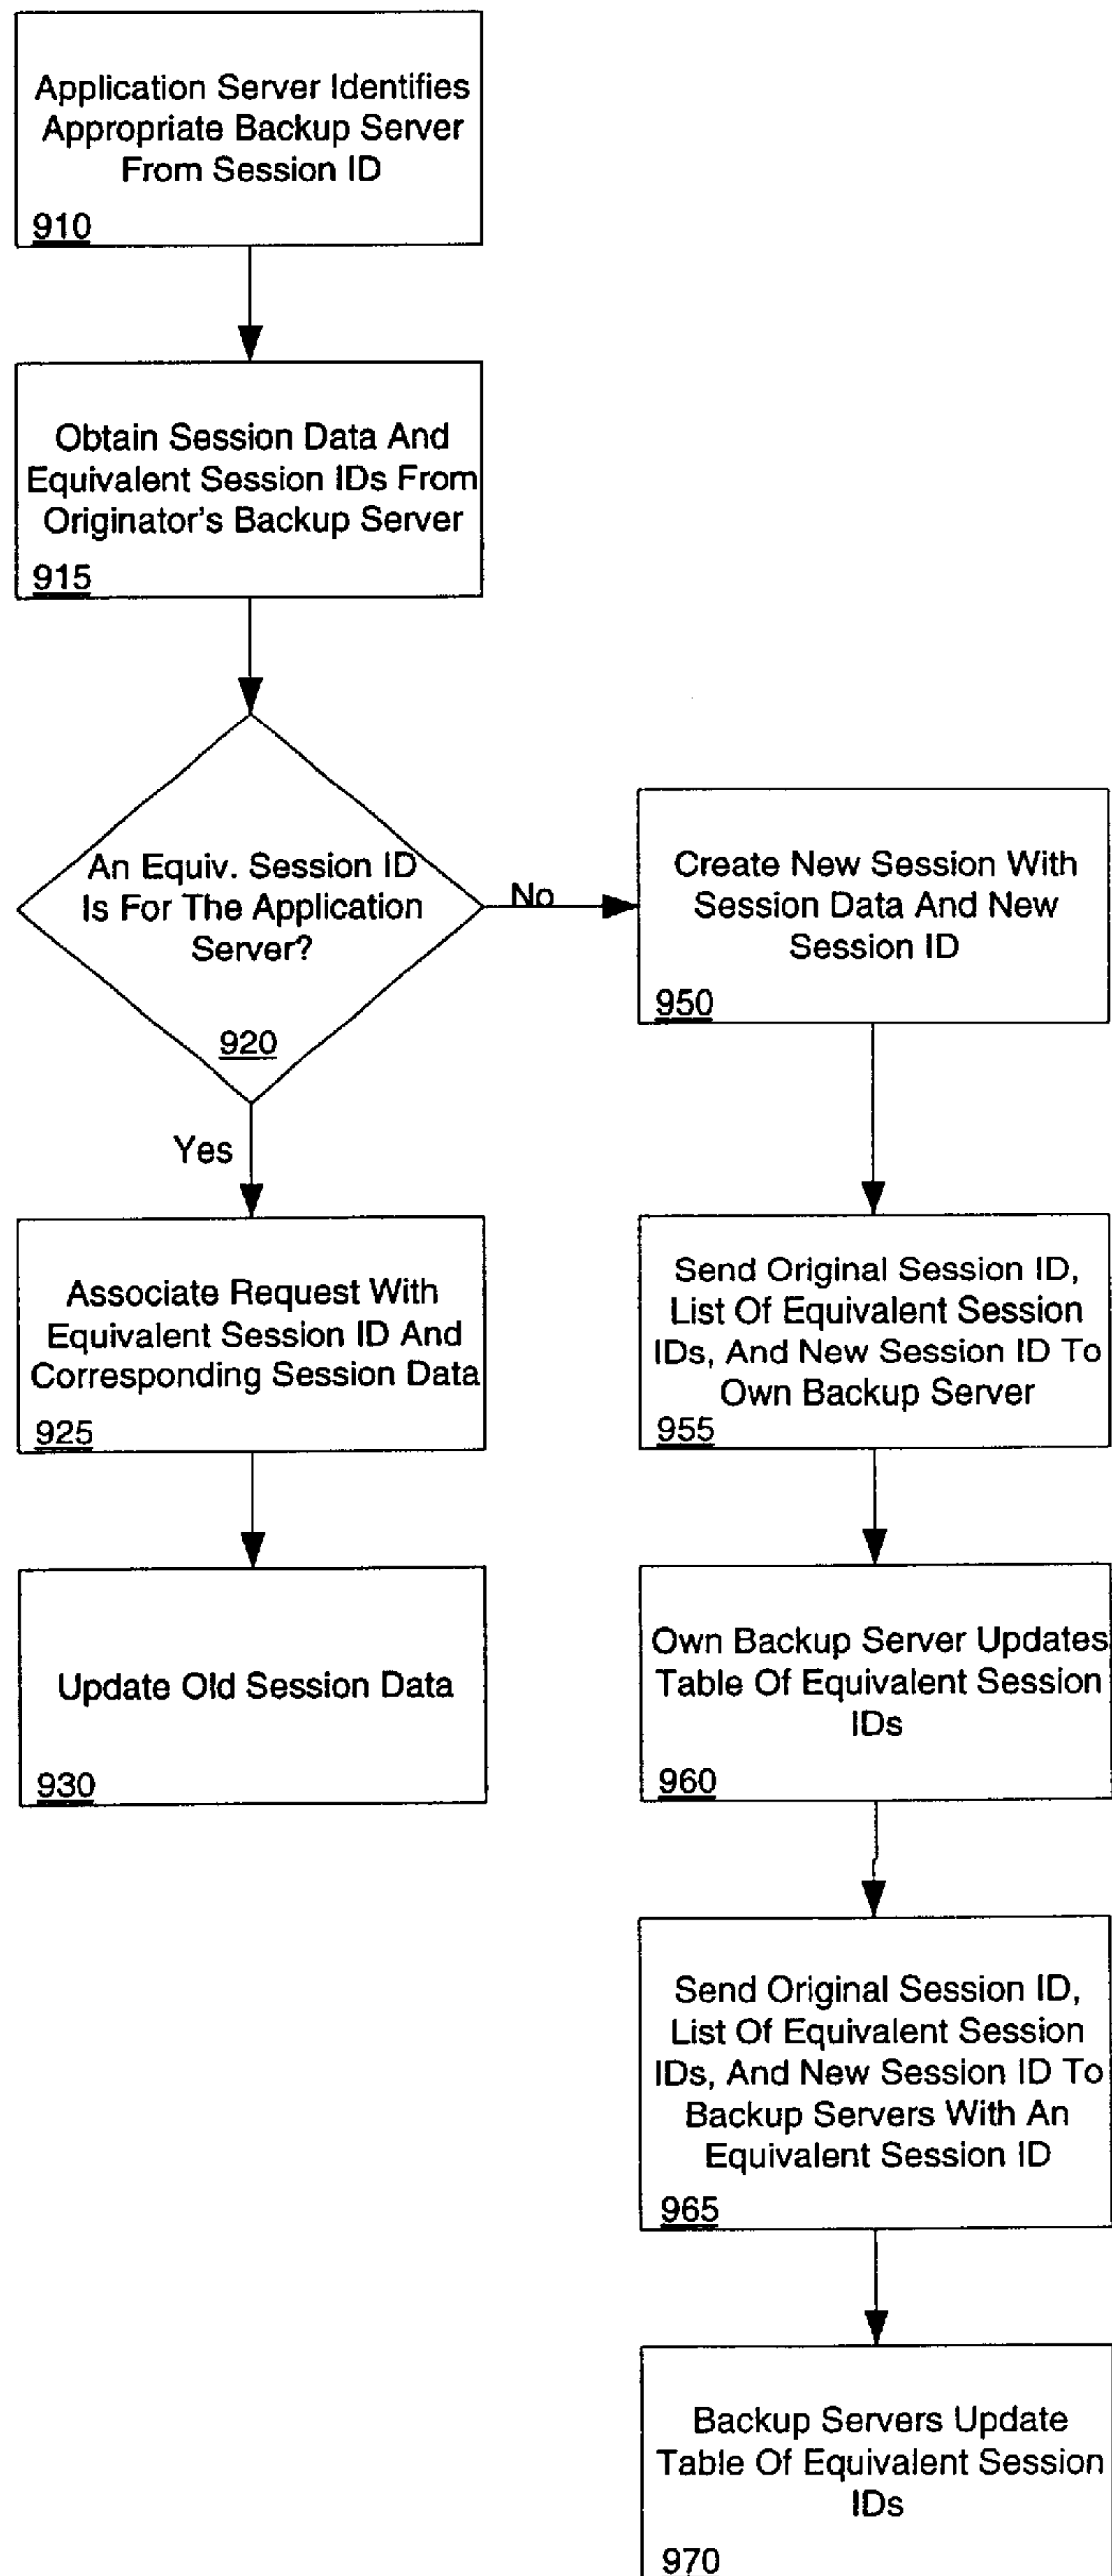 Application Server Identifies
Appropriate Backup Server
From Session ID
910
Obtain Session Data And
Equivalent Session IDs From
Originator's Backup Server
915
An Equiv. Session ID
Is For The Application
Server?
920
No
Yes
Associate Request With
Equivalent Session ID And
Corresponding Session Data
925
Update Old Session Data
930
Create New Session With
Session Data And New
Session ID
950
Send Original Session ID,
List Of Equivalent Session
IDs, And New Session ID To
Own Backup Server
955
Own Backup Server Updates
Table Of Equivalent Session
IDs
960
Send Original Session ID,
List Of Equivalent Session
IDs, And New Session ID To
Backup Servers With An
Equivalent Session ID
965
Backup Servers Update
Table Of Equivalent Session
IDs
970